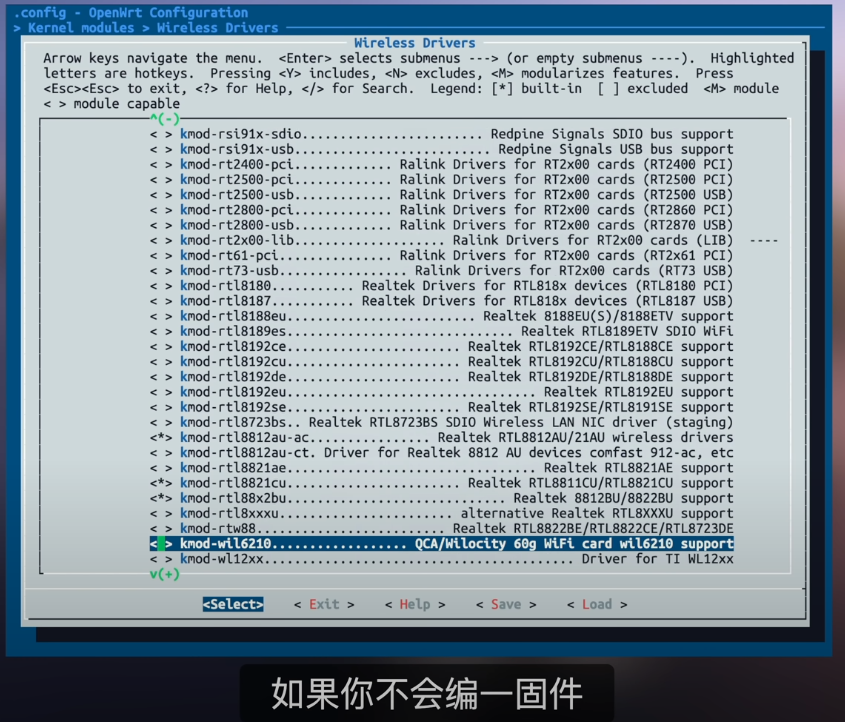 .config - OpenWrt Configuration
> Kernel modules > Wireless Drivers
Wireless Drivers
Arrow keys navigate the menu.  <Enter> selects submenus ---> (or empty submenus ----).  Highlighted
letters are hotkeys.  Pressing <Y> includes, <N> excludes, <M> modularizes features.  Press
<Esc><Esc> to exit, <?> for Help, </> for Search.  Legend: [*] built-in  [ ] excluded  <M> module
< > module capable
^(-)
< > kmod-rsi91x-sdio........................ Redpine Signals SDIO bus support
< > kmod-rsi91x-usb.......................... Redpine Signals USB bus support
< > kmod-rt2400-pci............. Ralink Drivers for RT2x00 cards (RT2400 PCI)
< > kmod-rt2500-pci............. Ralink Drivers for RT2x00 cards (RT2500 PCI)
< > kmod-rt2500-usb............. Ralink Drivers for RT2x00 cards (RT2500 USB)
< > kmod-rt2800-pci............. Ralink Drivers for RT2x00 cards (RT2860 PCI)
< > kmod-rt2800-usb............. Ralink Drivers for RT2x00 cards (RT2870 USB)
< > kmod-rt2x00-lib.................... Ralink Drivers for RT2x00 cards (LIB)  ----
< > kmod-rt61-pci............... Ralink Drivers for RT2x00 cards (RT2x61 PCI)
< > kmod-rt73-usb................. Ralink Drivers for RT2x00 cards (RT73 USB)
< > kmod-rtl8180.......... Realtek Drivers for RTL818x devices (RTL8180 PCI)
< > kmod-rtl8187.......... Realtek Drivers for RTL818x devices (RTL8187 USB)
< > kmod-rtl8188eu......................... Realtek 8188EU(S)/8188ETV support
< > kmod-rtl8189es.............................. Realtek RTL8189ETV SDIO WiFi
< > kmod-rtl8192ce....................... Realtek RTL8192CE/RTL8188CE support
< > kmod-rtl8192cu....................... Realtek RTL8192CU/RTL8188CU support
< > kmod-rtl8192de....................... Realtek RTL8192DE/RTL8188DE support
< > kmod-rtl8192eu................................. Realtek RTL8192EU support
< > kmod-rtl8192se....................... Realtek RTL8192SE/RTL8191SE support
< > kmod-rtl8723bs.. Realtek RTL8723BS SDIO Wireless LAN NIC driver (staging)
<*> kmod-rtl8812au-ac................ Realtek RTL8812AU/21AU wireless drivers
< > kmod-rtl8812au-ct. Driver for Realtek 8812 AU devices comfast 912-ac, etc
< > kmod-rtl8821ae................................. Realtek RTL8821AE support
<*> kmod-rtl8821cu....................... Realtek RTL8811CU/RTL8821CU support
<*> kmod-rtl88x2bu............................. Realtek 8812BU/8822BU support
< > kmod-rtl8xxxu........................ alternative Realtek RTL8XXXU support
< > kmod-rtw88........................ Realtek RTL8822BE/RTL8822CE/RTL8723DE
< > kmod-wil6210.................. QCA/Wilocity 60g WiFi card wil6210 support
< > kmod-wl12xx......................................... Driver for TI WL12xx
v(+)
<Select>    < Exit >    < Help >    < Save >    < Load >
如果你不会编一固件